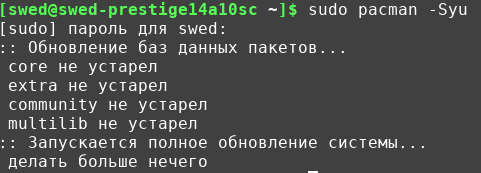 [swed@swed-prestige14a10sc ~]$ sudo pacman -Syu
[sudo] пароль для swed:
:: Обновление баз данных пакетов...
 core не устарел
 extra не устарел
 community не устарел
 multilib не устарел
:: Запускается полное обновление системы...
 делать больше нечего